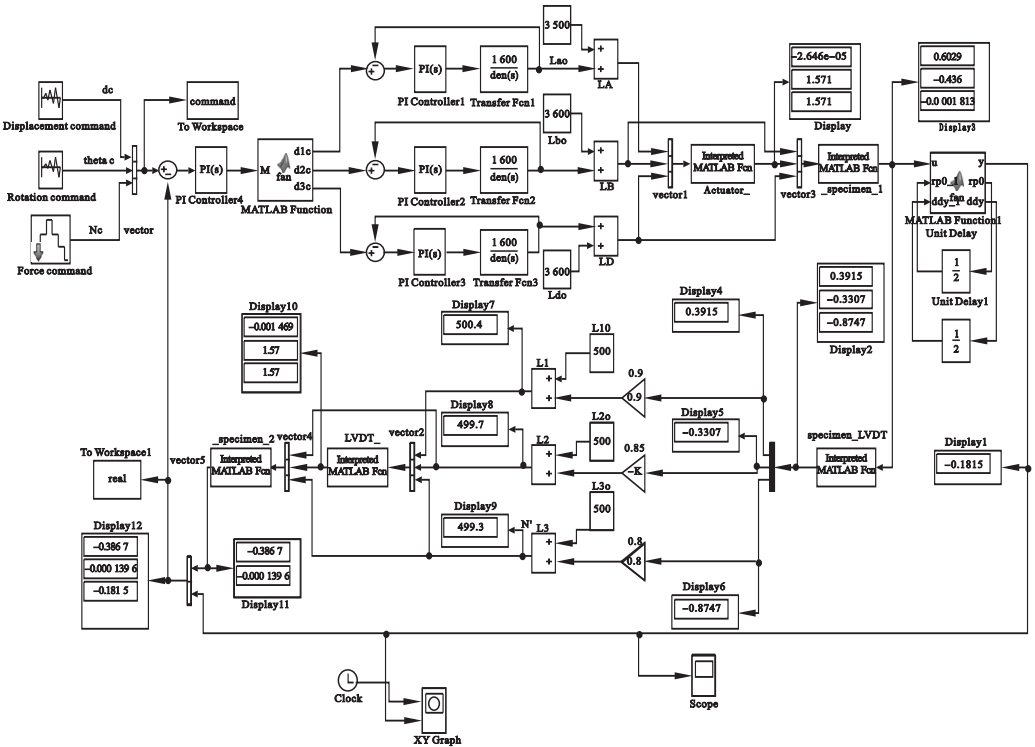 dc
Displacement command
theta c
Rotation command
Nc
vector
Force command
command
To Workspace
PI(s)
PI Controller4
M
fan
d1c
d2c
d3c
MATLAB Function
+
−
PI(s)
PI Controller1
1 600
den(s)
Transfer Fcn1
3 500
Lao
+
+
LA
+
−
PI(s)
PI Controller2
1 600
den(s)
Transfer Fcn2
3 600
Lbo
+
+
LB
+
−
PI(s)
PI Controller3
1 600
den(s)
Transfer Fcn3
3 600
Ldo
+
+
LD
vector1
Interpreted
MATLAB Fcn
Actuator_
-2.646e-05
1.571
1.571
Display
vector3
Interpreted
MATLAB Fcn
_specimen_1
0.6029
-0.436
-0.0 001 813
Display3
u
y
rp0_
rp0
fan
ddy_1
ddy
MATLAB Function1
Unit Delay
1
2
Unit Delay1
1
2
0.3915
-0.3307
-0.8747
Display2
Display4
0.3915
Display7
500.4
Display10
-0.001 469
1.57
1.57
L10
500
L1
+
+
0.9
0.9
Display8
499.7
L2o
500
L2
+
+
0.85
-K
Display5
-0.3307
specimen_LVDT
Interpreted
MATLAB Fcn
Display1
-0.1815
_specimen_2
Interpreted
MATLAB Fcn
vector4
LVDT_
Interpreted
MATLAB Fcn
vector2
To Workspace1
real
vector5
Display9
499.3
N'
L3o
500
L3
+
+
0.8
0.8
Display6
-0.8747
Display12
-0.386 7
-0.000 139 6
-0.181 5
-0.386 7
-0.000 139 6
Display11
Clock
XY Graph
Scope